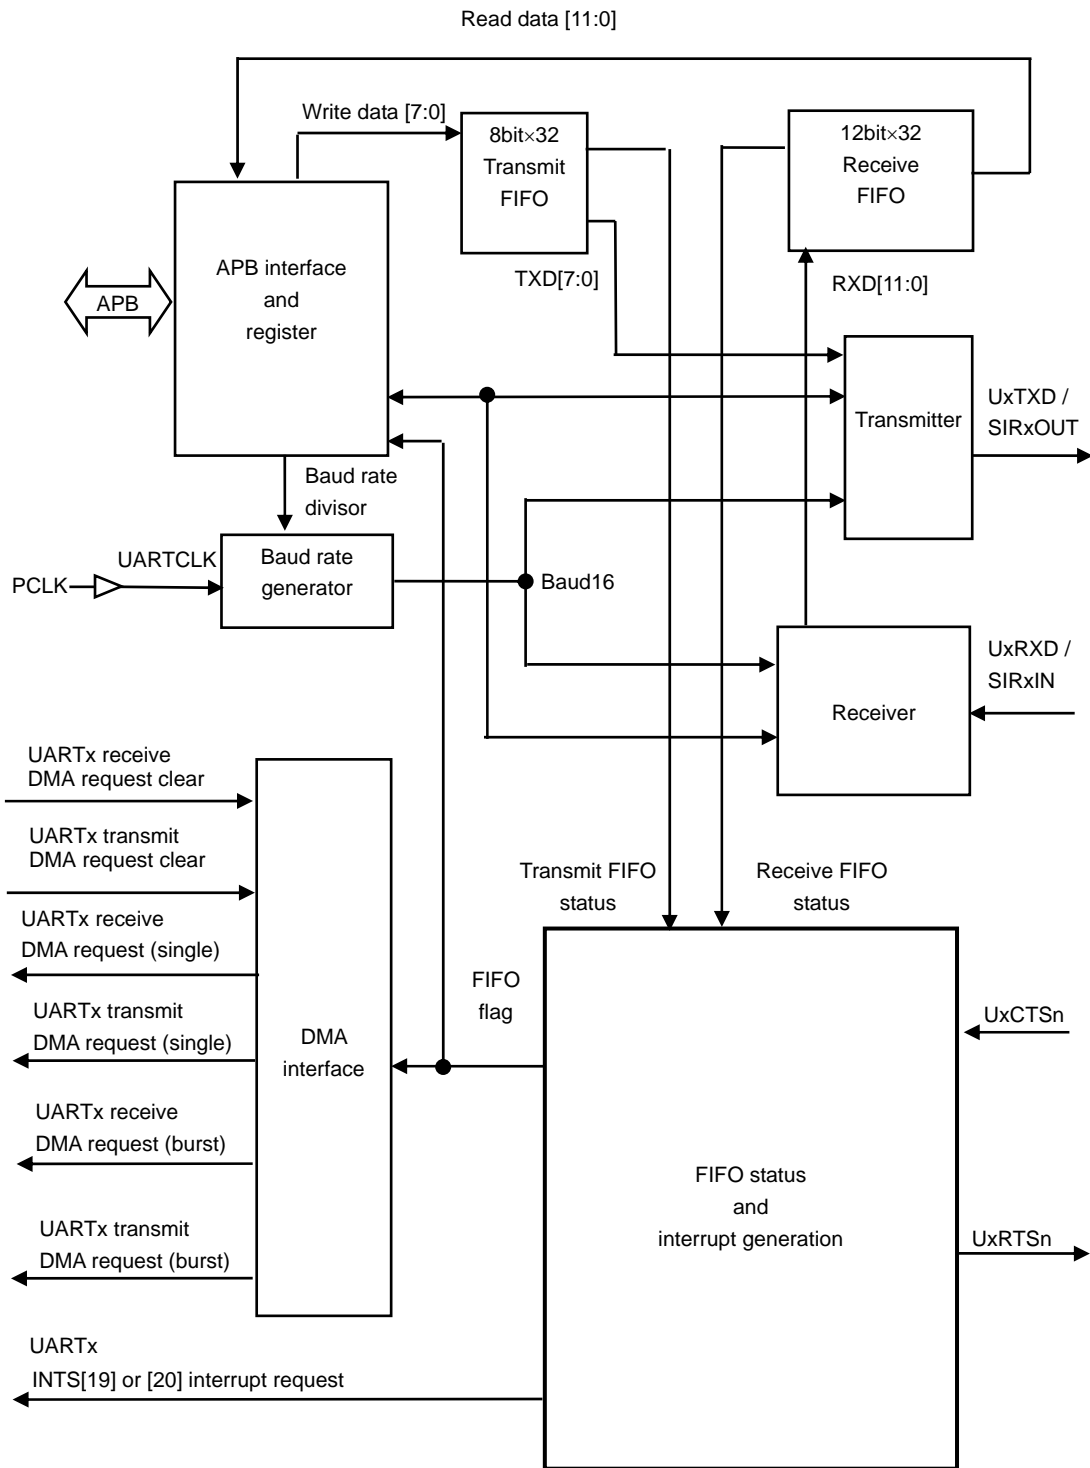 Read data [11:0]
Write data [7:0]
8bit×32
Transmit
FIFO
12bit×32
Receive
FIFO
APB interface
and
register
APB
TXD[7:0]
RXD[11:0]
Transmitter
UxTXD /
SIRxOUT
Baud rate
divisor
UARTCLK
PCLK
Baud rate
generator
Baud16
UxRXD /
SIRxIN
Receiver
UARTx receive
DMA request clear
UARTx transmit
DMA request clear
Transmit FIFO
status
Receive FIFO
status
UARTx receive
DMA request (single)
FIFO
flag
UARTx transmit
DMA request (single)
DMA
interface
UxCTSn
UARTx receive
DMA request (burst)
FIFO status
and
interrupt generation
UARTx transmit
DMA request (burst)
UxRTSn
UARTx
INTS[19] or [20] interrupt request